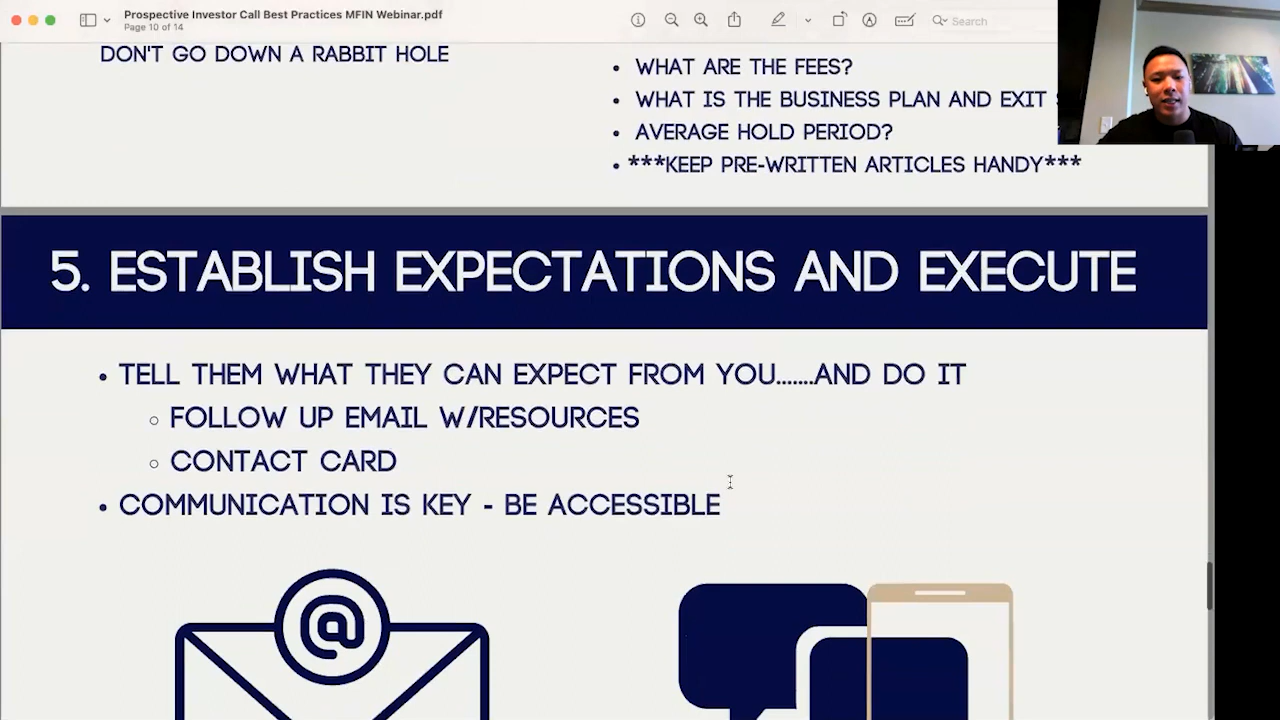 Prospective Investor Call Best Practices MFIN Webinar.pdf
Page 10 of 14
Search
DON'T GO DOWN A RABBIT HOLE
• WHAT ARE THE FEES?
• WHAT IS THE BUSINESS PLAN AND EXIT
• AVERAGE HOLD PERIOD?
• ***KEEP PRE-WRITTEN ARTICLES HANDY***
5. ESTABLISH EXPECTATIONS AND EXECUTE
• TELL THEM WHAT THEY CAN EXPECT FROM YOU.......AND DO IT
○ FOLLOW UP EMAIL W/RESOURCES
○ CONTACT CARD
• COMMUNICATION IS KEY - BE ACCESSIBLE
@